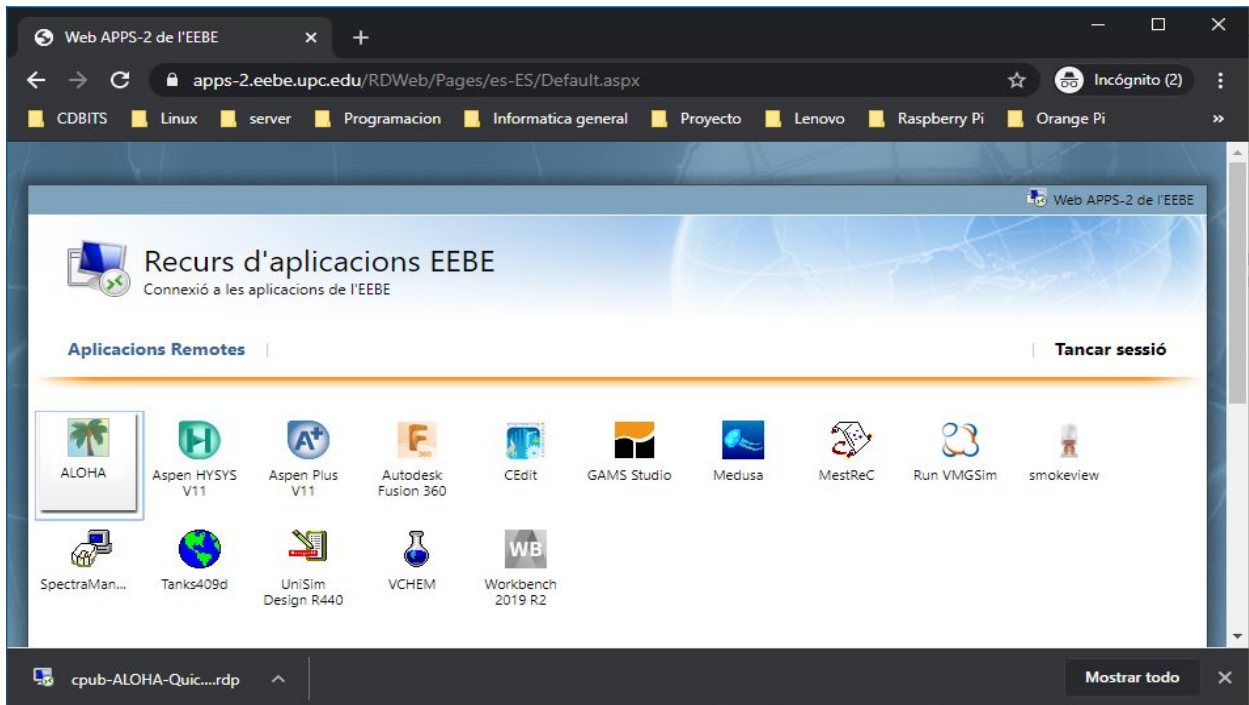 Web APPS-2 de l'EEBE
apps-2.eebe.upc.edu/RDWeb/Pages/es-ES/Default.aspx
Incógnito (2)
CDBITS Linux server Programacion Informatica general Proyecto Lenovo Raspberry Pi Orange Pi »
Web APPS-2 de l'EEBE
Recurs d'aplicacions EEBE
Connexió a les aplicacions de l'EEBE
Aplicacions Remotes | | Tancar sessió
ALOHA Aspen HYSYS Aspen Plus Autodesk CEdit GAMS Studio Medusa MestReC Run VMGSim smokeview
V11 V11 Fusion 360
SpectraMan... Tanks409d UniSim VCHEM Workbench
Design R440 2019 R2
cpub-ALOHA-Quic....rdp Mostrar todo